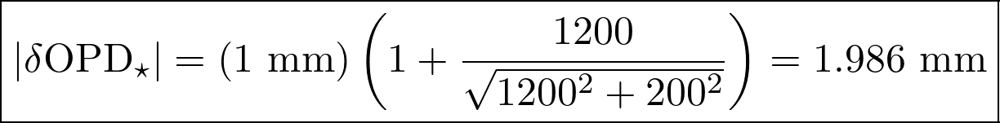 |δOPD⋆| = (1 mm) (1 + 1200/√(1200² + 200²)) = 1.986 mm